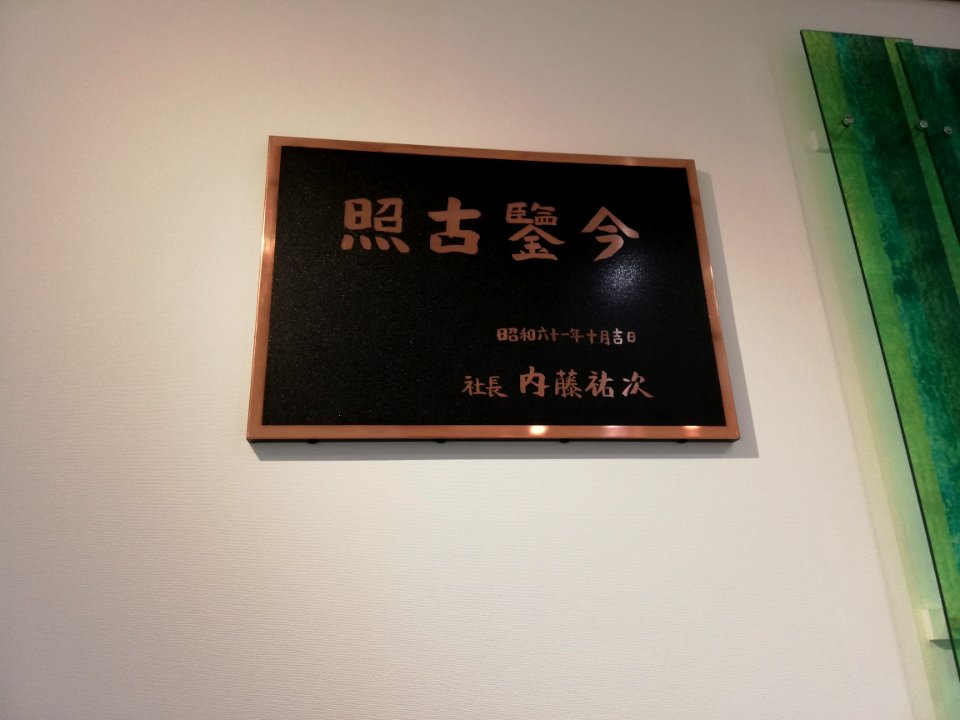 照古鑒今
昭和六十一年十月吉日
社長 内藤祐次